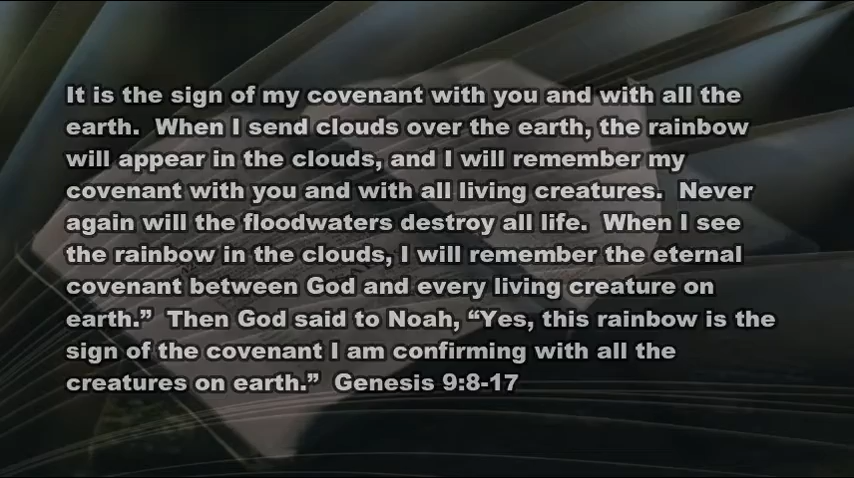 It is the sign of my covenant with you and with all the
earth.  When I send clouds over the earth, the rainbow
will appear in the clouds, and I will remember my
covenant with you and with all living creatures.  Never
again will the floodwaters destroy all life.  When I see
the rainbow in the clouds, I will remember the eternal
covenant between God and every living creature on
earth.”  Then God said to Noah, “Yes, this rainbow is the
sign of the covenant I am confirming with all the
creatures on earth.”  Genesis 9:8-17